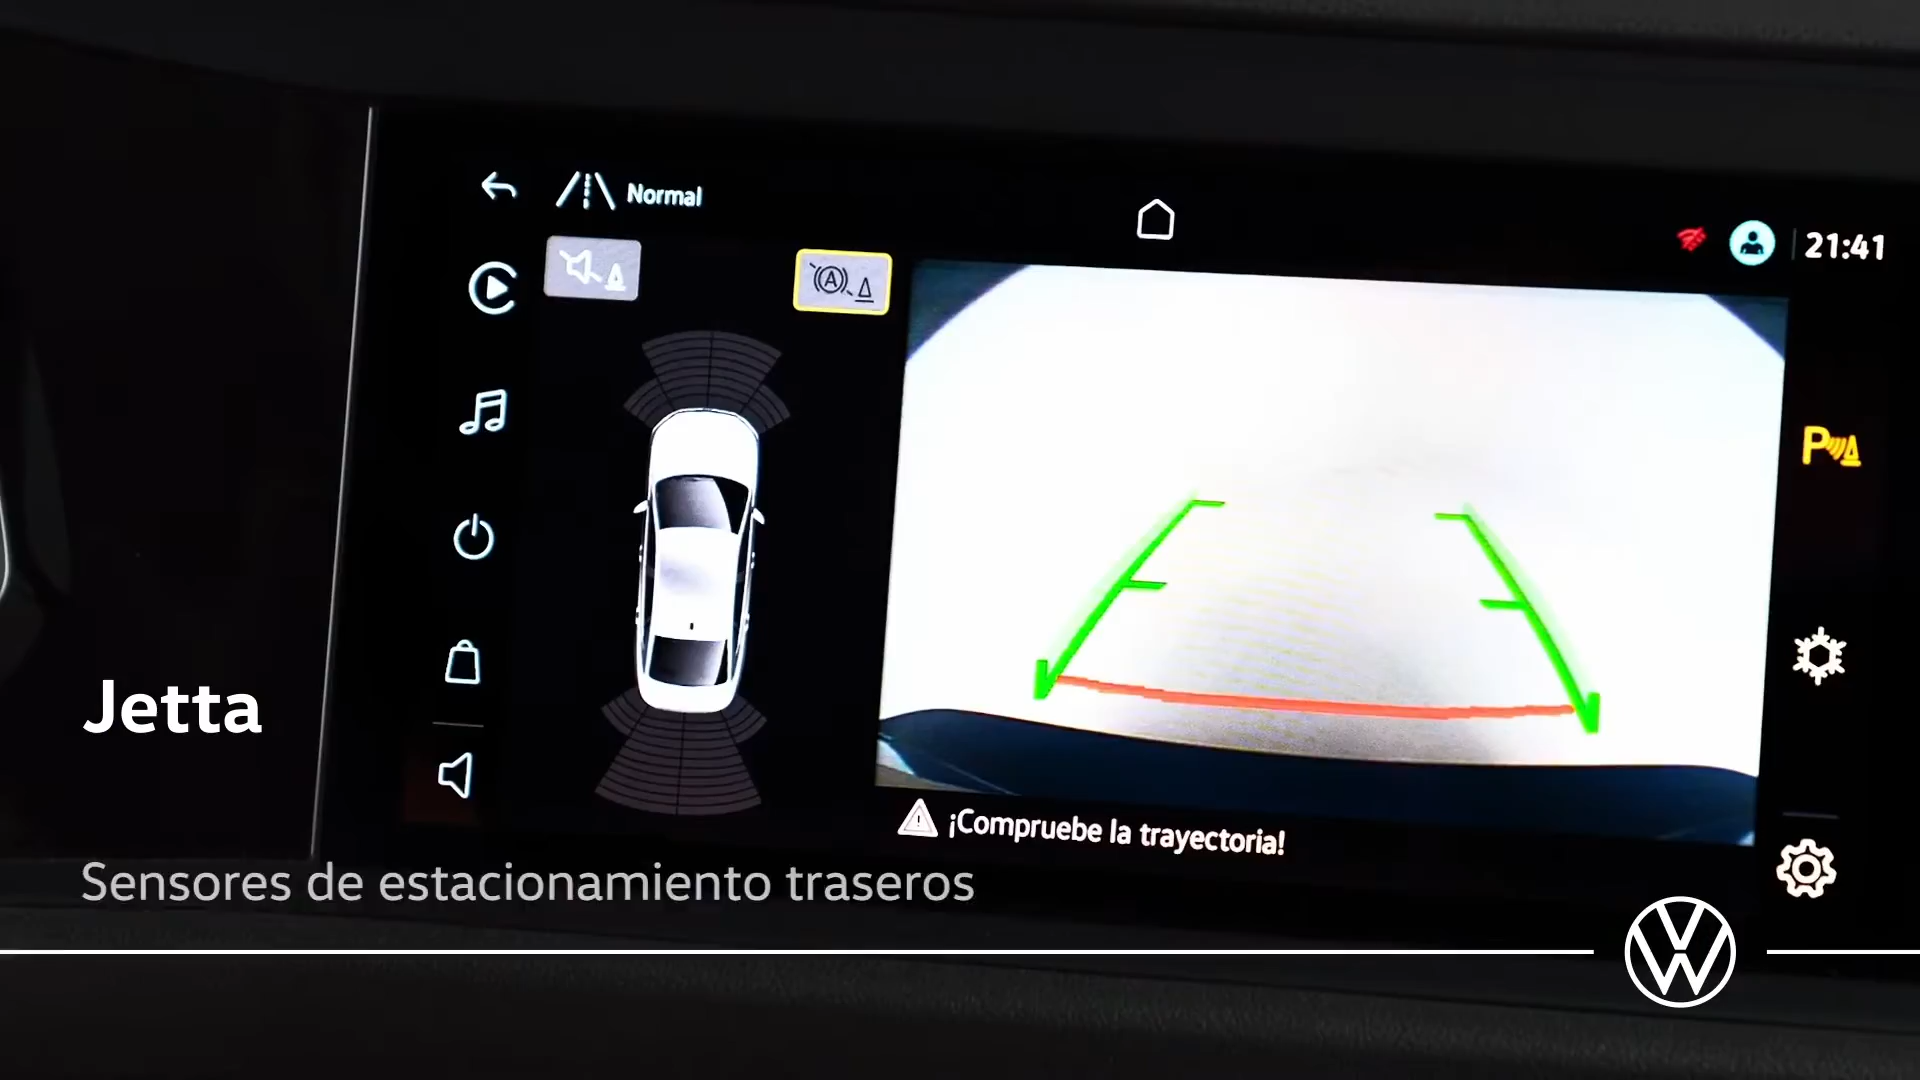 Normal
21:41
P
¡Compruebe la trayectoria!
Jetta
Sensores de estacionamiento traseros